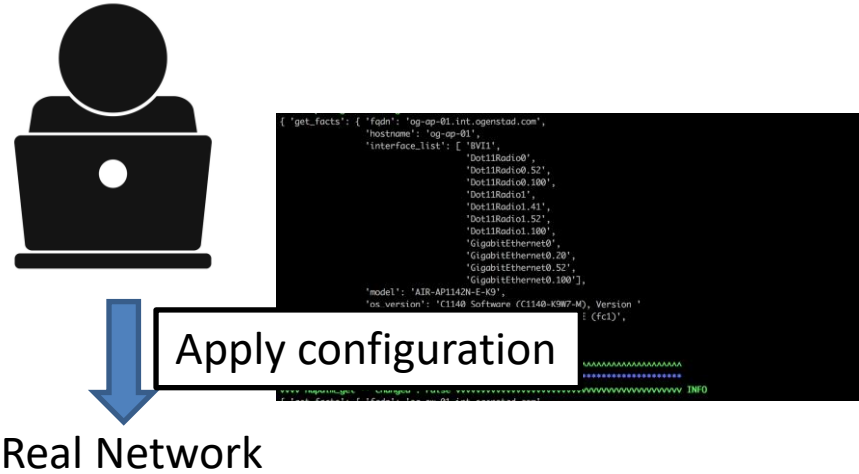 { 'get_facts': { 'fqdn': 'og-ap-01.int.ogenstad.com',
'hostname': 'og-ap-01',
'interface_list': [ 'BVI1',
'Dot11Radio0',
'Dot11Radio0.52',
'Dot11Radio0.100',
'Dot11Radio1',
'Dot11Radio1.41',
'Dot11Radio1.52',
'Dot11Radio1.100',
'GigabitEthernet0',
'GigabitEthernet0.20',
'GigabitEthernet0.52',
'GigabitEthernet0.100'],
'model': 'AIR-AP1142N-E-K9',
'os_version': 'C1140 Software (C1140-K9W7-M), Version '
E (fc1)',
Apply configuration
INFO
Real Network